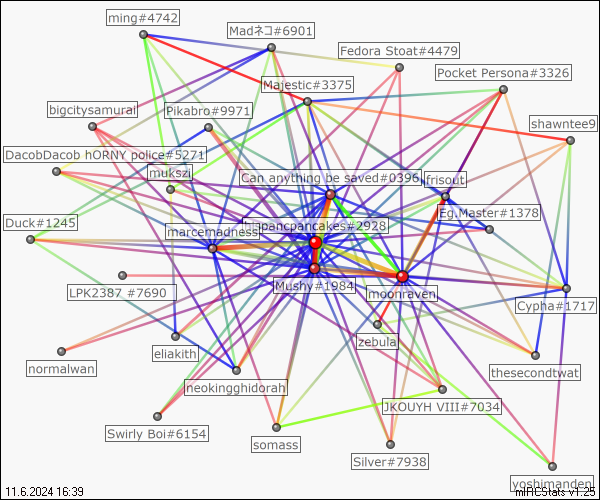 ming#4742
Madネコ#6901
Fedora Stoat#4479
Majestic#3375
Pocket Persona#3326
bigcitysamurai
Pikabro#9971
shawntee9
DacobDacob hORNY police#5271
mukszi
Can anything be saved#0396
frisout
Duck#1245
marcemadness
hipancpancakes#2928
Eg.Master#1378
LPK2387 #7690
Mushy#1984
moonraven
Cypha#1717
eliakith
zebula
normalwan
neokingghidorah
thesecondtwat
Swirly Boi#6154
JKOUYH VIII#7034
somass
Silver#7938
yoshimanden
11.6.2024 16:39
mIRCStats v1.25